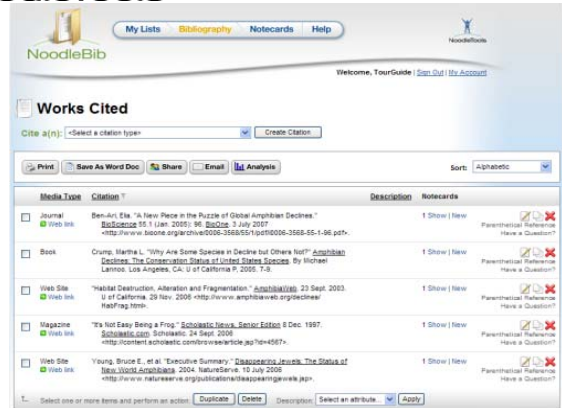 My Lists Bibliography Notecards Help
NoodleBib
NoodleTools
Welcome, TourGuide | Sign Out | My Account
Works Cited
Cite a(n): <Select a citation type> Create Citation
Print Save As Word Doc Share Email Analysis Sort: Alphabetic
Media Type Citation Description Notecards
Journal Ben-Ari, Elia. "A New Piece in the Puzzle of Global Amphibian Declines." 1 Show | New
Web link BioScience 55.1 (Jan. 2005): 96. BioOne. 3 July 2007 Parenthetical Reference
<http://www.bioone.org/archive/0006-3568/55/1/pdf/i0006-3568-55-1-96.pdf>. Have a Question?
Book Crump, Martha L. "Why Are Some Species in Decline but Others Not?" Amphibian 1 Show | New
Declines: The Conservation Status of United States Species. By Michael Parenthetical Reference
Lannoo. Los Angeles, CA: U of California P, 2005. 7-9. Have a Question?
Web Site "Habitat Destruction, Alteration and Fragmentation." AmphibiaWeb. 23 Sept. 2003. 1 Show | New
Web link U of California. 29 Nov. 2006 <http://www.amphibiaweb.org/declines/ Parenthetical Reference
HabFrag.html>. Have a Question?
Magazine "It's Not Easy Being a Frog." Scholastic News, Senior Edition 8 Dec. 1997. 1 Show | New
Web link Scholastic.com. Scholastic. 24 Sept. 2006 Parenthetical Reference
<http://content.scholastic.com/browse/article.jsp?id=4567>. Have a Question?
Web Site Young, Bruce E., et al. "Executive Summary." Disappearing Jewels: The Status of 1 Show | New
Web link New World Amphibians. 2004. NatureServe. 10 July 2006 Parenthetical Reference
<http://www.natureserve.org/publications/disappearingjewels.jsp>. Have a Question?
Select one or more items and perform an action: Duplicate Delete Description: Select an attribute... Apply